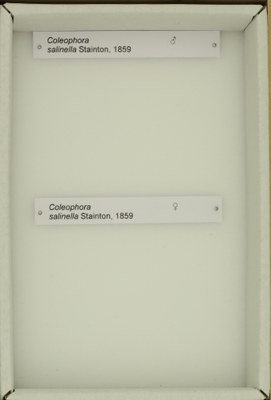 Coleophora ♂
salinella Stainton, 1859
Coleophora ♀
salinella Stainton, 1859